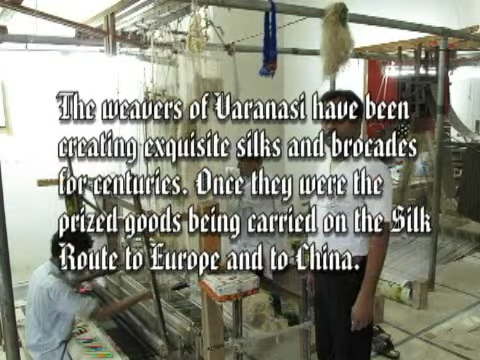 The weavers of Varanasi have been
creating exquisite silks and brocades
for centuries. Once they were the
prized goods being carried on the Silk
Route to Europe and to China.